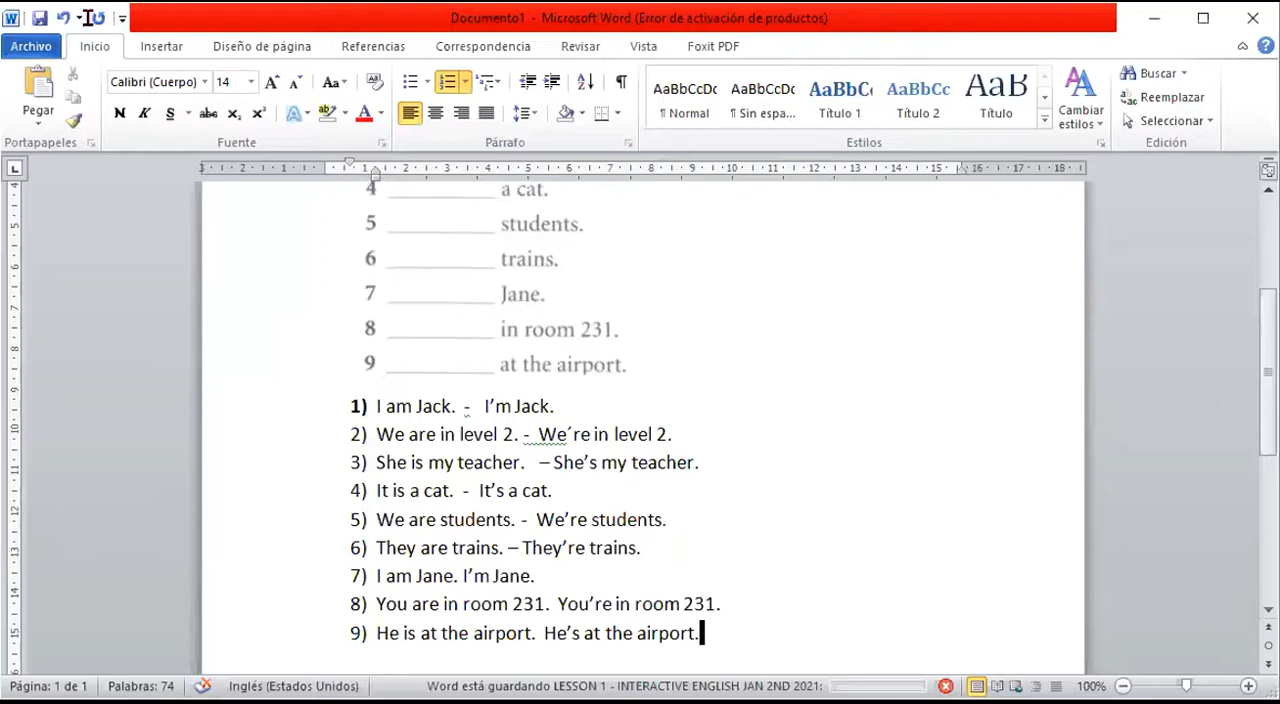 Documento1 - Microsoft Word (Error de activación de productos)
Archivo Inicio Insertar Diseño de página Referencias Correspondencia Revisar Vista Foxit PDF
Pegar
Calibri (Cuerpo) 14
Buscar
Reemplazar
Seleccionar
AaBbCcDc AaBbCcDc AaBbCc AaBbCc AaB
¶ Normal ¶ Sin espa... Título 1 Título 2 Título
Cambiar estilos
Portapapeles Fuente Párrafo Estilos Edición
4 __________ a cat.
5 __________ students.
6 __________ trains.
7 __________ Jane.
8 __________ in room 231.
9 __________ at the airport.
1) I am Jack. - I’m Jack.
2) We are in level 2. - We´re in level 2.
3) She is my teacher. – She’s my teacher.
4) It is a cat. - It’s a cat.
5) We are students. - We’re students.
6) They are trains. – They’re trains.
7) I am Jane. I’m Jane.
8) You are in room 231. You’re in room 231.
9) He is at the airport. He’s at the airport.
Página: 1 de 1 Palabras: 74 Inglés (Estados Unidos) Word está guardando LESSON 1 - INTERACTIVE ENGLISH JAN 2ND 2021: 100%